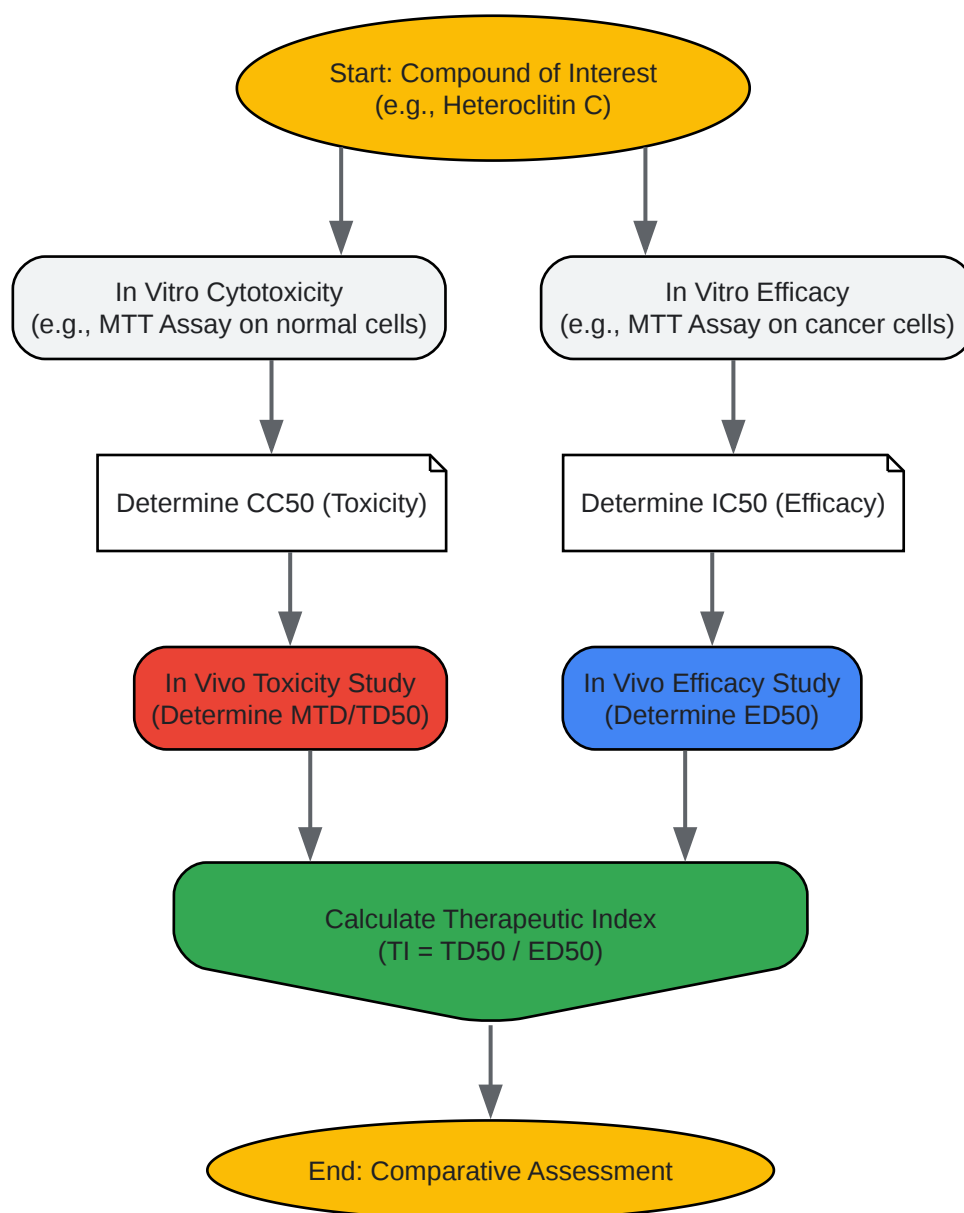 Start: Compound of Interest
(e.g., Heteroclitin C)
In Vitro Cytotoxicity
(e.g., MTT Assay on normal cells)
In Vitro Efficacy
(e.g., MTT Assay on cancer cells)
Determine CC50 (Toxicity)
Determine IC50 (Efficacy)
In Vivo Toxicity Study
(Determine MTD/TD50)
In Vivo Efficacy Study
(Determine ED50)
Calculate Therapeutic Index
(TI = TD50 / ED50)
End: Comparative Assessment